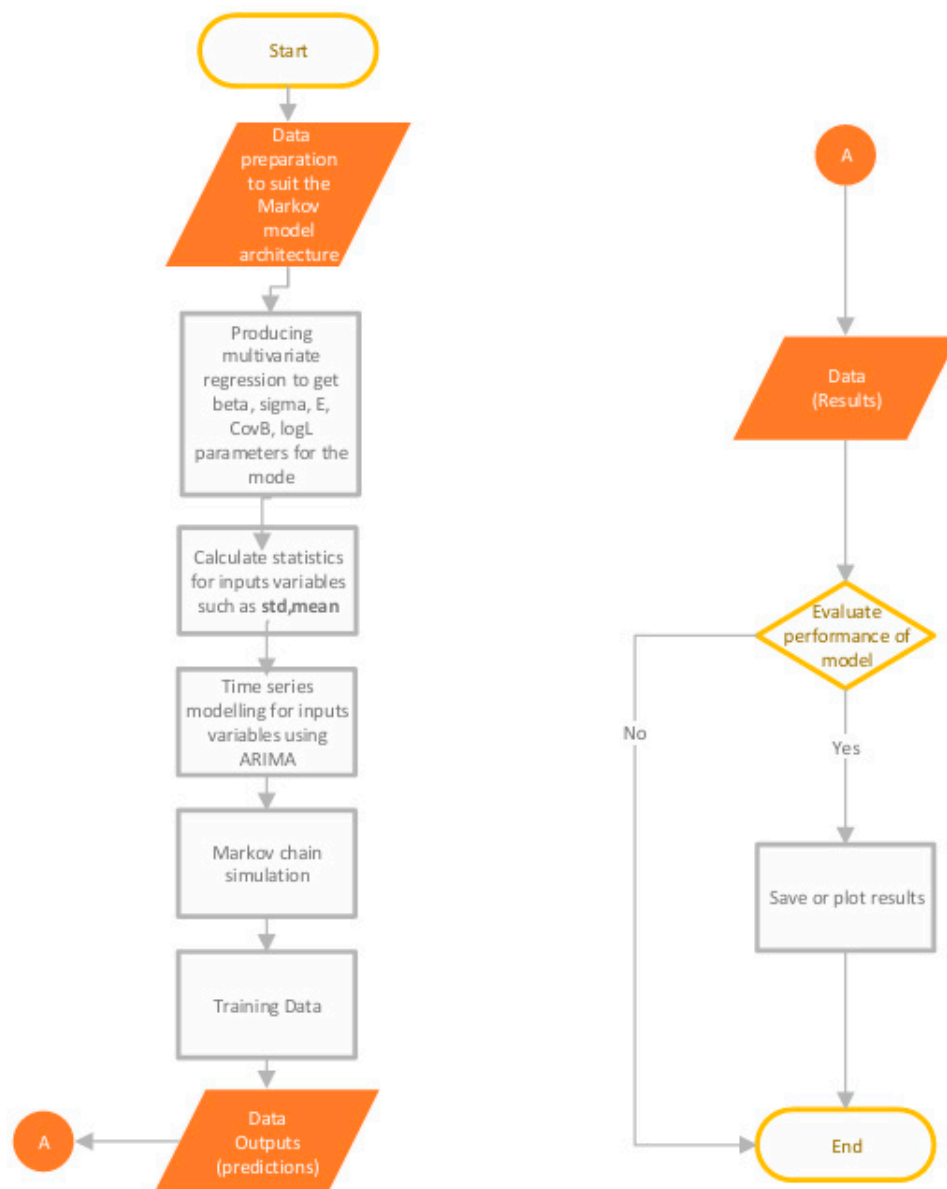 Start
Data
preparation
to suit the
Markov
model
architecture
Producing
multivariate
regression to get
beta, sigma, E,
CovB, logL
parameters for the
mode
Calculate statistics
for inputs variables
such as std,mean
Time series
modelling for inputs
variables using
ARIMA
Markov chain
simulation
Training Data
Data
Outputs
(predictions)
A
A
Data
(Results)
Evaluate
performance of
model
No
Yes
Save or plot results
End